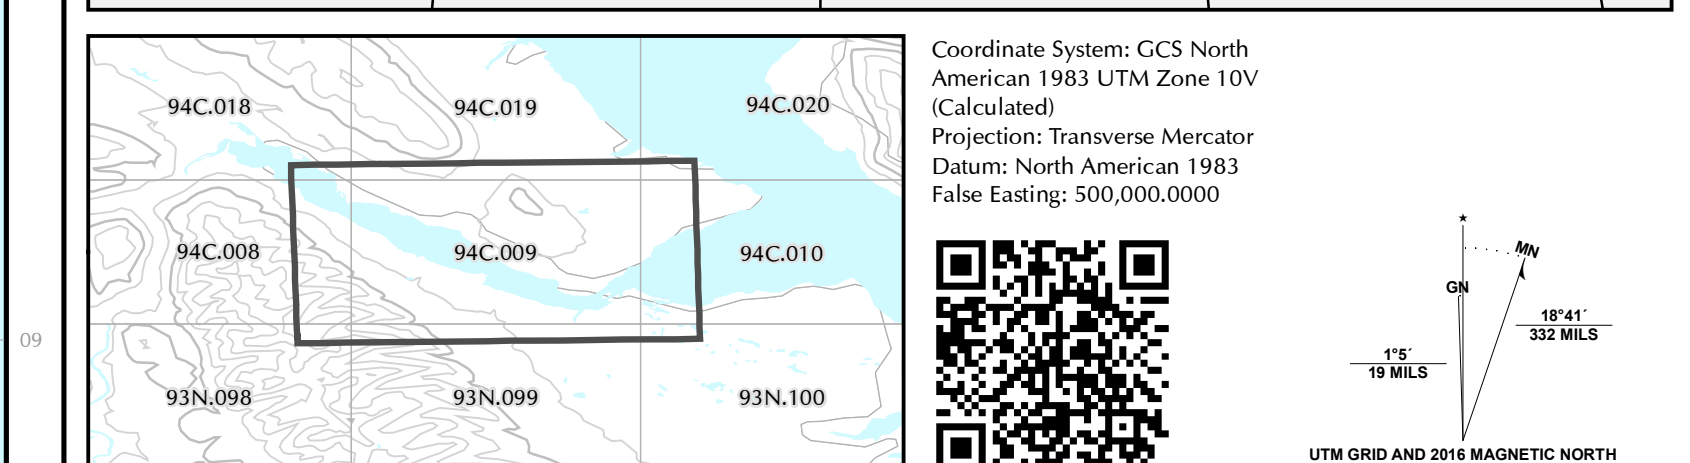 94C.018
94C.019
94C.020
94C.008
94C.009
94C.010
93N.098
93N.099
93N.100
09
Coordinate System: GCS North
American 1983 UTM Zone 10V
(Calculated)
Projection: Transverse Mercator
Datum: North American 1983
False Easting: 500,000.0000
MN
GN
18°41´
332 MILS
1°5´
19 MILS
UTM GRID AND 2016 MAGNETIC NORTH